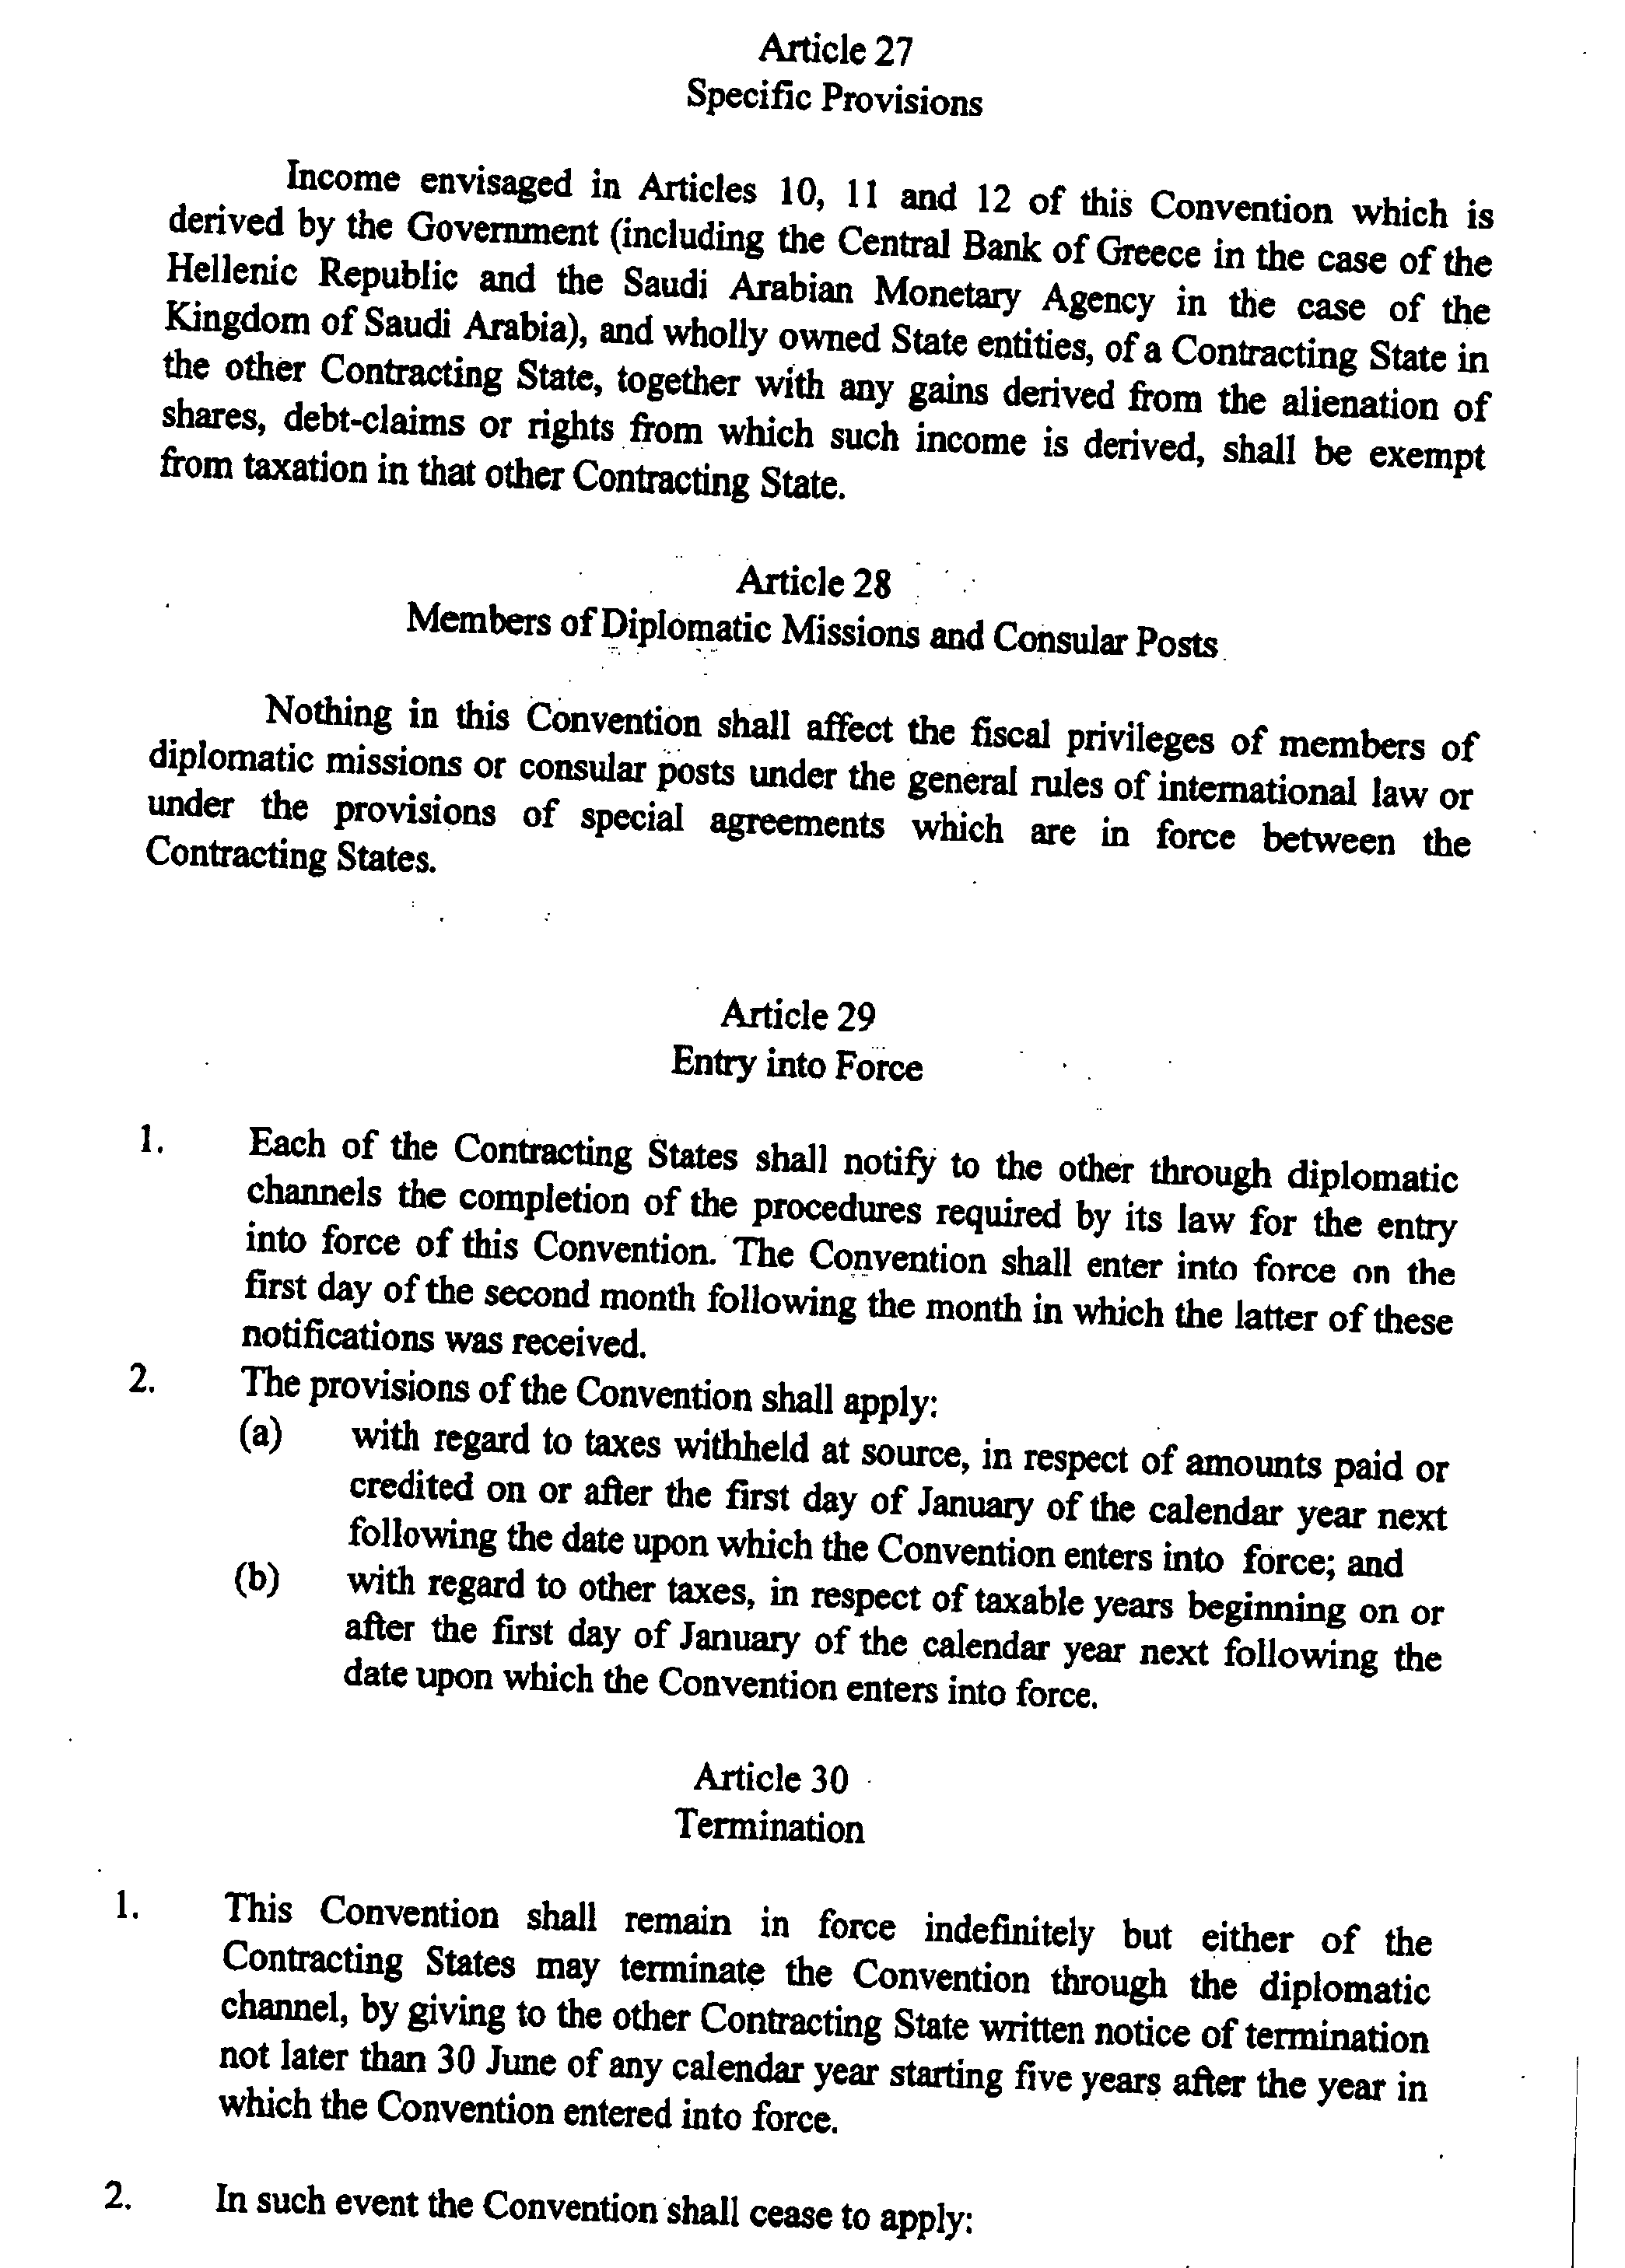 Article 27
Specific Provisions
Income envisaged in Articles 10, 11 and 12 of this Convention which is
derived by the Government (including the Central Bank of Greece in the case of the
Hellenic Republic and the Saudi Arabian Monetary Agency in the case of the
Kingdom of Saudi Arabia), and wholly owned State entities, of a Contracting State in
the other Contracting State, together with any gains derived from the alienation of
shares, debt-claims or rights from which such income is derived, shall be exempt
from taxation in that other Contracting State.
Article 28
Members of Diplomatic Missions and Consular Posts
Nothing in this Convention shall affect the fiscal privileges of members of
diplomatic missions or consular posts under the general rules of international law or
under the provisions of special agreements which are in force between the
Contracting States.
Article 29
Entry into Force
1. Each of the Contracting States shall notify to the other through diplomatic
channels the completion of the procedures required by its law for the entry
into force of this Convention. The Convention shall enter into force on the
first day of the second month following the month in which the latter of these
notifications was received.
2. The provisions of the Convention shall apply:
(a) with regard to taxes withheld at source, in respect of amounts paid or
credited on or after the first day of January of the calendar year next
following the date upon which the Convention enters into force; and
(b) with regard to other taxes, in respect of taxable years beginning on or
after the first day of January of the calendar year next following the
date upon which the Convention enters into force.
Article 30
Termination
1. This Convention shall remain in force indefinitely but either of the
Contracting States may terminate the Convention through the diplomatic
channel, by giving to the other Contracting State written notice of termination
not later than 30 June of any calendar year starting five years after the year in
which the Convention entered into force.
2. In such event the Convention shall cease to apply: